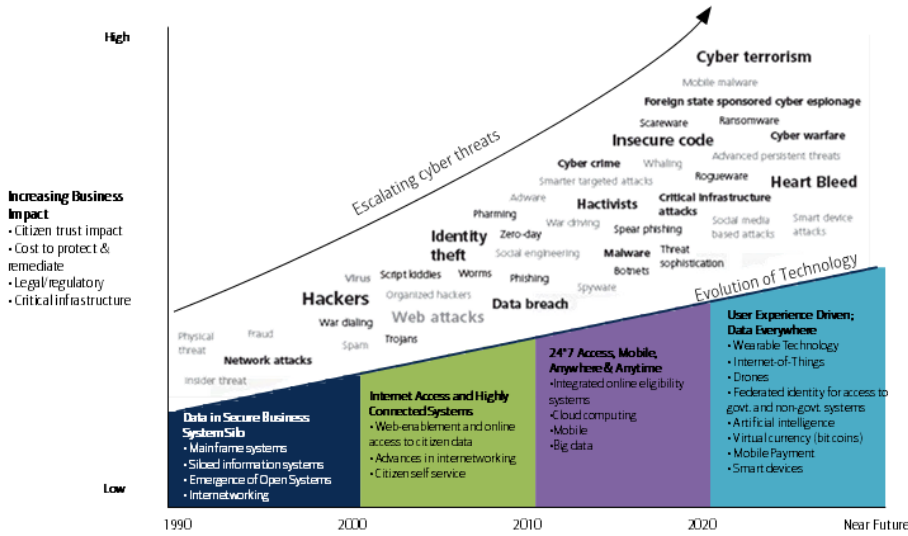 High
Cyber terrorism
Mobile malware
Foreign state sponsored cyber espionage
Scareware
Ransomware
Insecure code
Cyber warfare
Escalating cyber threats
Cyber crime
Whaling
Advanced persistent threats
Smarter targeted attacks
Rogueware
Heart Bleed
Increasing Business
Impact
• Citizen trust impact
• Cost to protect &
remediate
• Legal/regulatory
• Critical infrastructure
Adware
Hactivists
Critical Infrastructure
attacks
Pharming
War driving
Social media
based attacks
Smart device
attacks
Identity
theft
Zero-day
Spear phishing
Social engineering
Malware
Threat
sophistication
Virus
Script kiddies
Worms
Phishing
Botnets
Spyware
Evolution of Technology
Hackers
Organized hackers
Data breach
War dialing
Web attacks
Physical
threat
Fraud
Spam
Trojans
Network attacks
Insider threat
Data in Secure Business
System Silo
• Mainframe systems
• Siloed information systems
• Emergence of Open Systems
• Internetworking
Internet Access and Highly
Connected Systems
• Web-enablement and online
access to citizen data
• Advances in internetworking
• Citizen self service
24*7 Access, Mobile,
Anywhere & Anytime
•Integrated online eligibility
systems
•Cloud computing
•Mobile
•Big data
User Experience Driven;
Data Everywhere
• Wearable Technology
• Internet-of-Things
• Drones
• Federated identity for access to
govt. and non-govt. systems
• Artificial intelligence
• Virtual currency (bit coins)
• Mobile Payment
• Smart devices
Low
1990
2000
2010
2020
Near Future